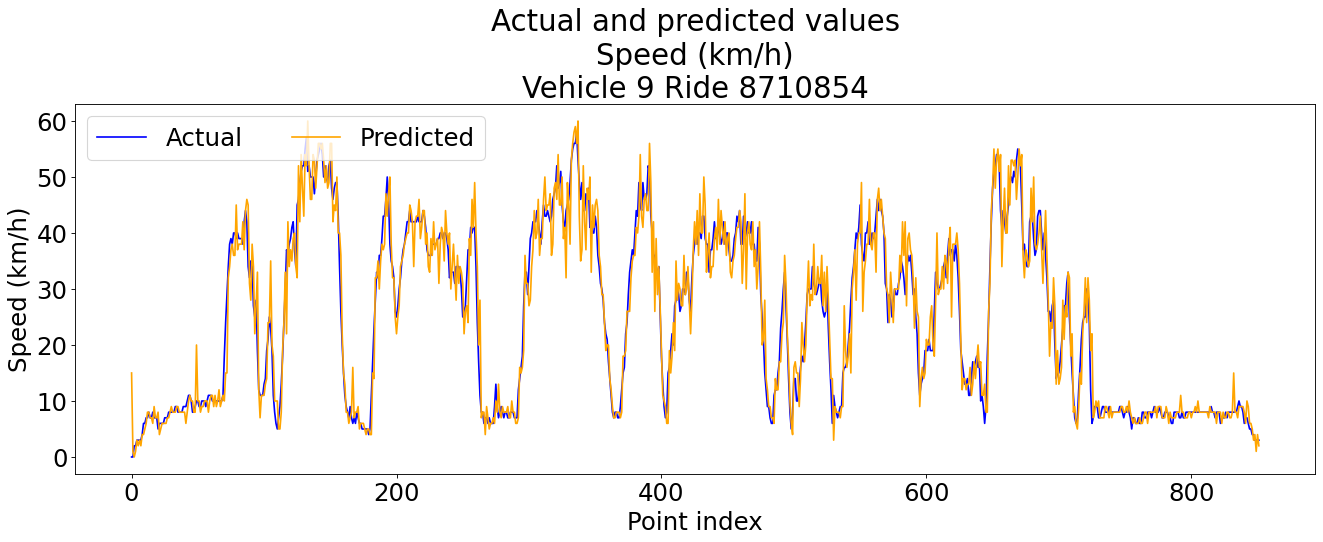 Actual and predicted values
Speed (km/h)
Vehicle 9 Ride 8710854
Actual
Predicted
Speed (km/h)
60
50
40
30
20
10
0
0
200
400
600
800
Point index